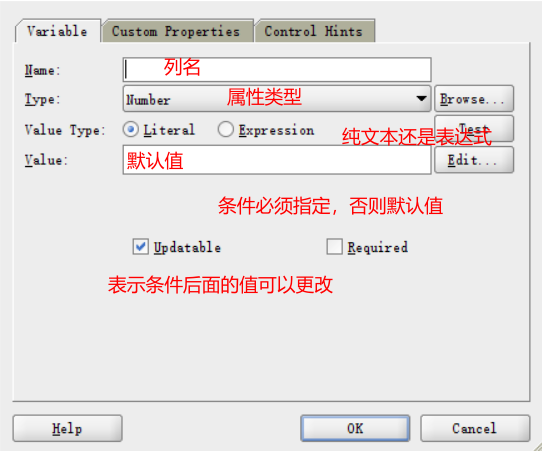 Variable Custom Properties Control Hints
Name: 列名
Type: Number 属性类型 Browse...
Value Type: Literal Expression 纯文本还是表达式 Test
Value: 默认值 Edit...
条件必须指定，否则默认值
Updatable Required
表示条件后面的值可以更改
Help OK Cancel